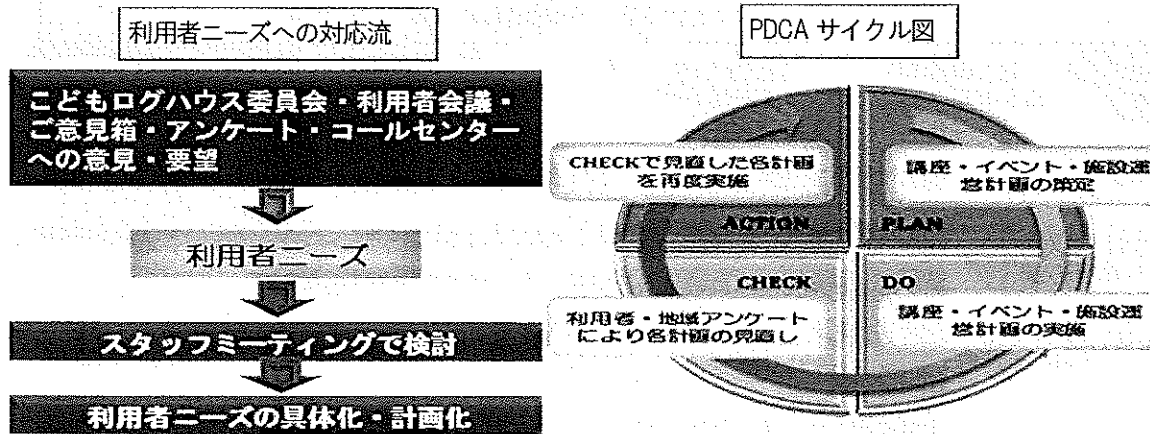 利用者ニーズへの対応流
こどもログハウス委員会・利用者会議・
ご意見箱・アンケート・コールセンター
への意見・要望
利用者ニーズ
スタッフミーティングで検討
利用者ニーズの具体化・計画化
PDCA サイクル図
CHECKで見直した各計画
を再度実施
ACTION
講座・イベント・施設運
営計画の策定
PLAN
CHECK
利用者・地域アンケート
により各計画の見直し
DO
講座・イベント・施設運
営計画の実施